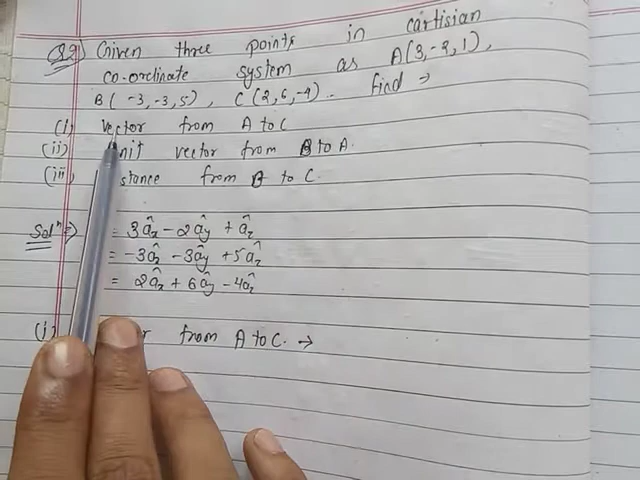 Q2) Given three points in cartisian
co-ordinate system as A(3,-2,1),
B(-3,-3,5), C(2,6,-4). find →
(i) vector from A to C
(ii) unit vector from B to A.
(iii) stance from B to C.
Solⁿ ⇒ = 3âx - 2ây + âz
= -3âx - 3ây + 5âz
= 2âx + 6ây - 4âz
(i) from A to C. →